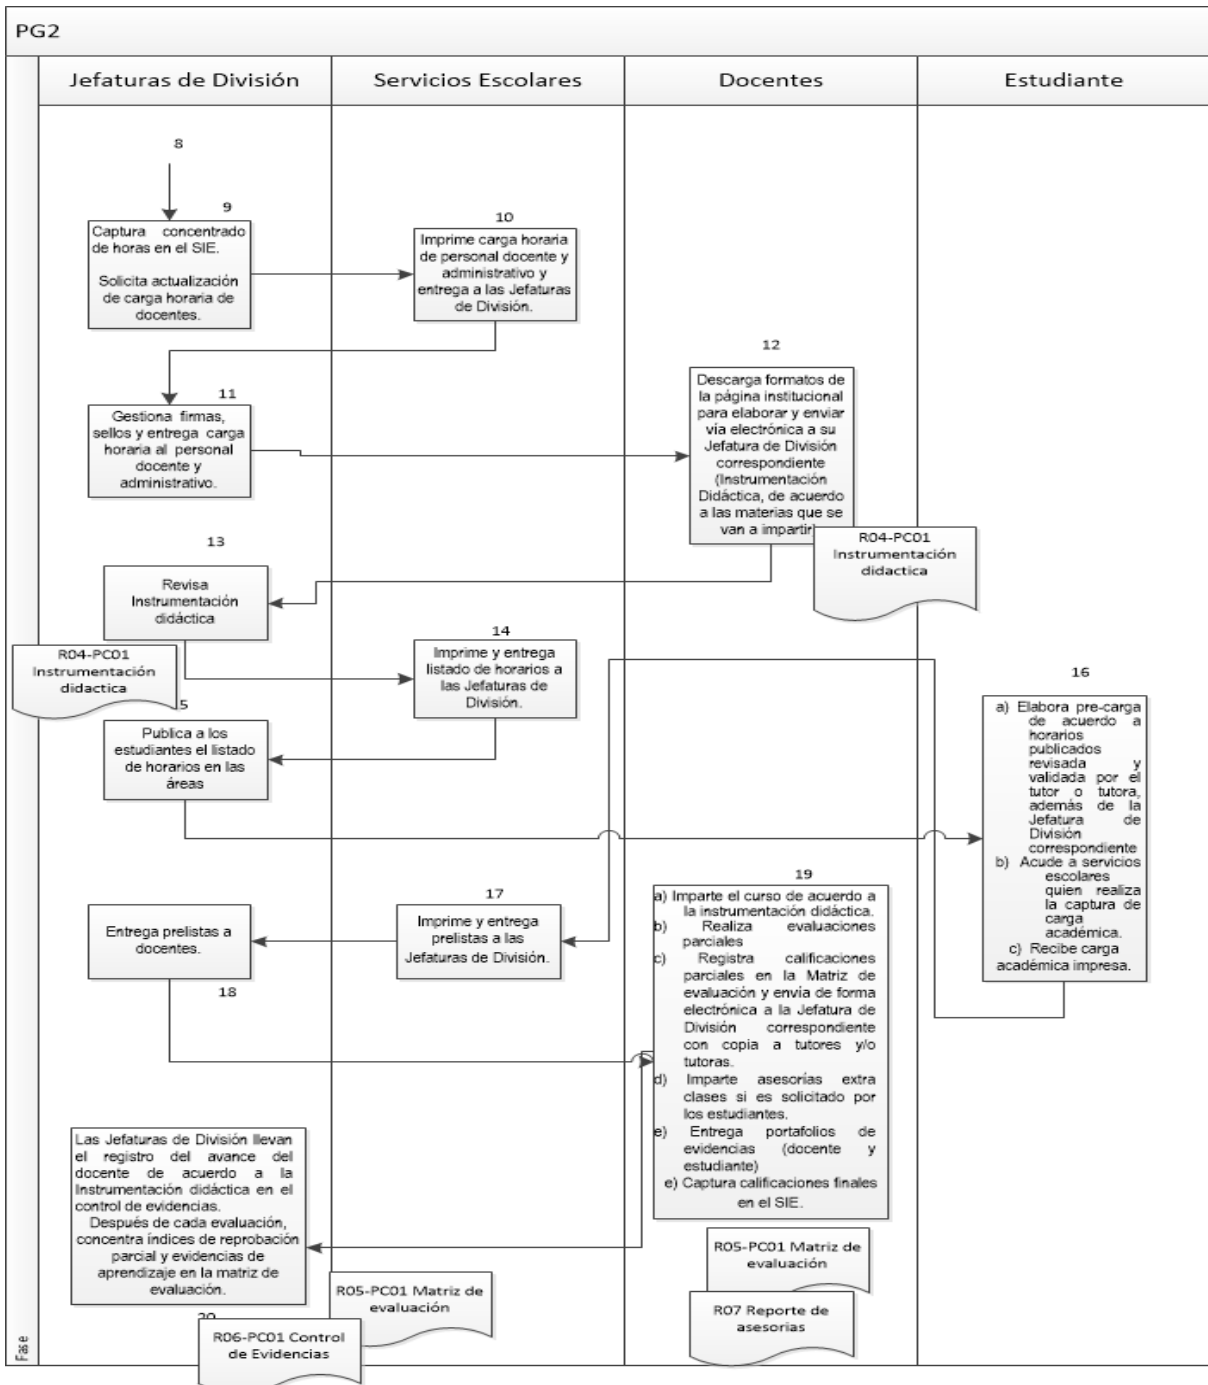 PG2
Jefaturas de División
Servicios Escolares
Docentes
Estudiante
8
9
Captura concentrado
de horas en el SIE.
Solicita actualización
de carga horaria de
docentes.
10
Imprime carga horaria
de personal docente y
administrativo y
entrega a las Jefaturas
de División.
11
Gestiona firmas,
sellos y entrega carga
horaria al personal
docente y
administrativo.
12
Descarga formatos de
la página institucional
para elaborar y enviar
vía electrónica a su
Jefatura de División
correspondiente
(Instrumentación
Didáctica, de acuerdo
a las materias que se
van a impartir)
R04-PC01
Instrumentación
didactica
13
Revisa
Instrumentación
didáctica
R04-PC01
Instrumentación
didactica
14
Imprime y entrega
listado de horarios a
las Jefaturas de
División.
5
Publica a los
estudiantes el listado
de horarios en las
áreas
16
a) Elabora pre-carga
de acuerdo a
horarios
publicados
revisada y
validada por el
tutor o tutora,
además de la
Jefatura de
División
correspondiente
b) Acude a servicios
escolares
quien realiza
la captura de
carga
académica.
c) Recibe carga
académica impresa.
17
Imprime y entrega
prelistas a las
Jefaturas de División.
Entrega prelistas a
docentes.
18
19
a) Imparte el curso de acuerdo a
la instrumentación didáctica.
b) Realiza evaluaciones
parciales
c) Registra calificaciones
parciales en la Matriz de
evaluación y envía de forma
electrónica a la Jefatura de
División correspondiente
con copia a tutores y/o
tutoras.
d) Imparte asesorías extra
clases si es solicitado por
los estudiantes.
e) Entrega portafolios de
evidencias (docente y
estudiante)
e) Captura calificaciones finales
en el SIE.
R05-PC01 Matriz de
evaluación
R07 Reporte de
asesorias
Las Jefaturas de División llevan
el registro del avance del
docente de acuerdo a la
Instrumentación didáctica en el
control de evidencias.
Después de cada evaluación,
concentra índices de reprobación
parcial y evidencias de
aprendizaje en la matriz de
evaluación.
20
R05-PC01 Matriz de
evaluación
R06-PC01 Control
de Evidencias
Fase